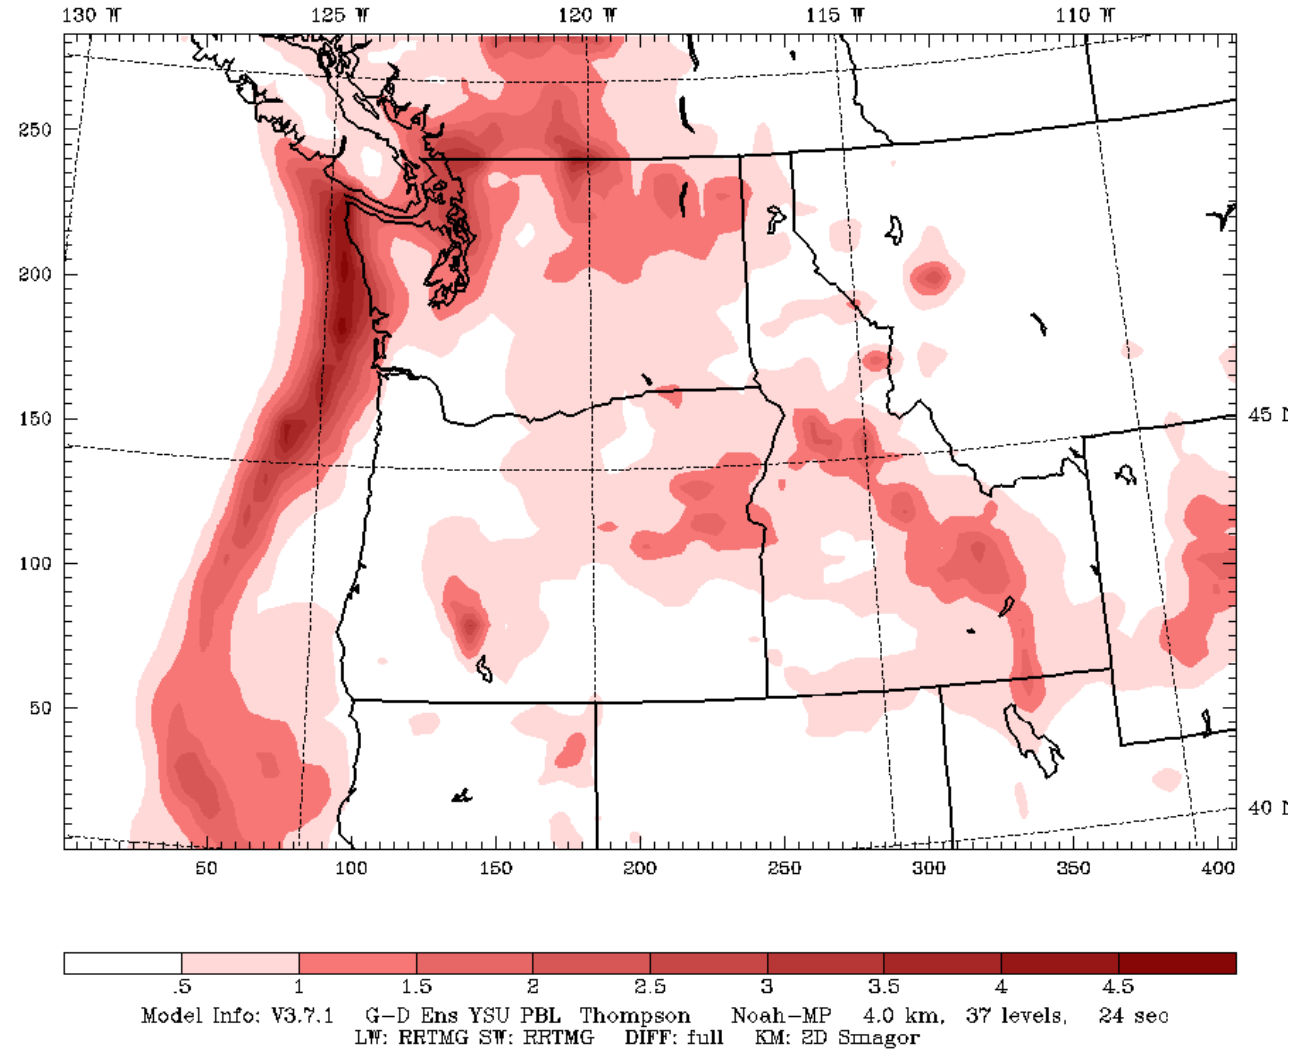 130 W 125 W 120 W 115 W 110 W
250
200
150
100
50
45 N
40 N
50 100 150 200 250 300 350 400
.5 1 1.5 2 2.5 3 3.5 4 4.5
Model Info: V3.7.1 G-D Ens YSU PBL Thompson Noah-MP 4.0 km, 37 levels, 24 sec
LW: RRTMG SW: RRTMG DIFF: full KM: 2D Smagor